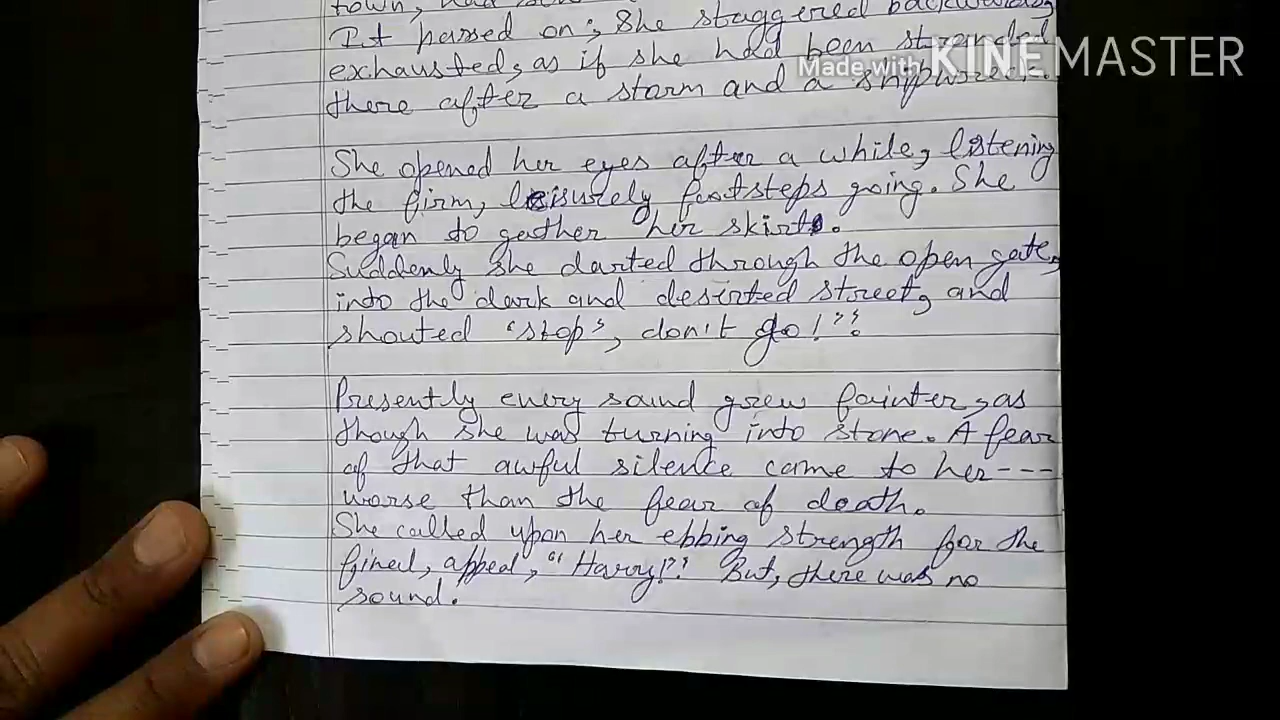 town, had
It passed on; She staggered backwards,
exhausted, as if she had been stranded
Made with KINEMASTER
there after a storm and a shipwreck.
She opened her eyes after a while, listening
the firm, leisurely footsteps going. She
began to gather her skirts.
Suddenly she darted through the open gate,
into the dark and desirted street, and
shouted "stop", don't go!"
Presently every sound grew fainter, as
though she was turning into stone. A fear
of that awful silence came to her ---
worse than the fear of death.
She called upon her ebbing strength for the
final, appeal, "Harry!" But, there was no
sound.